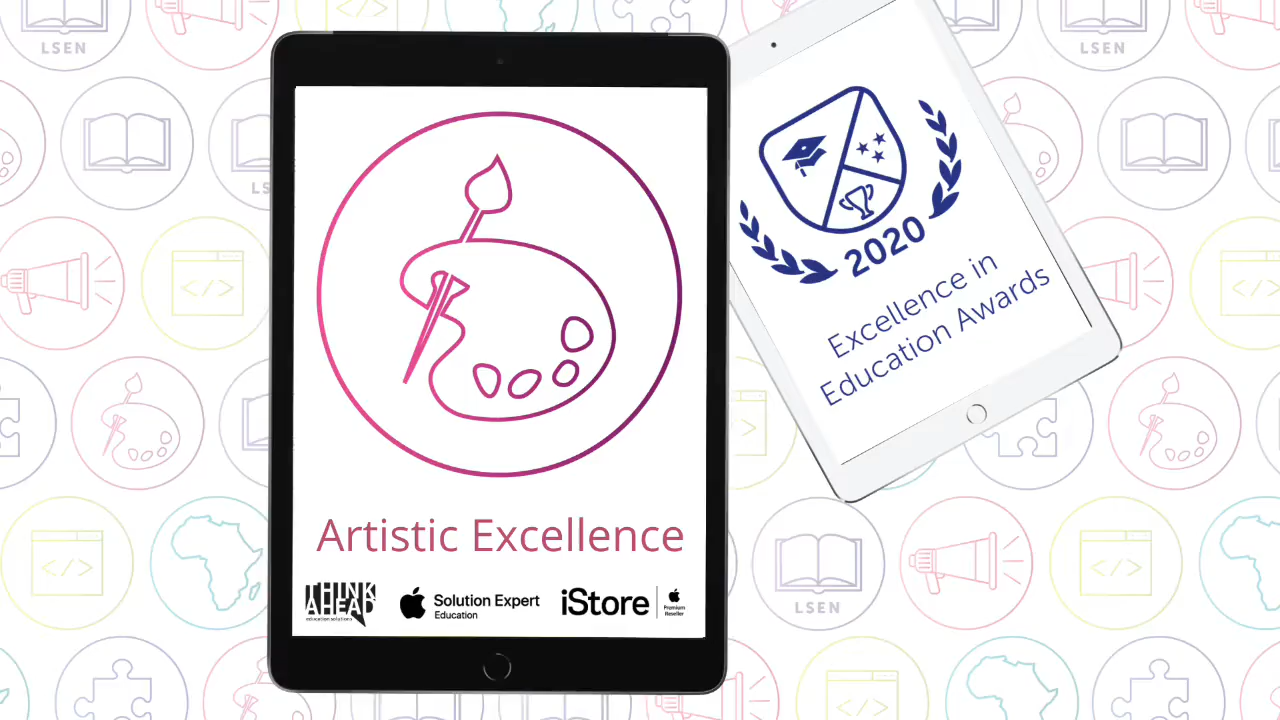 LSEN
LSEN
LSEN
</>
</>
2020
Excellence in
Education Awards
Artistic Excellence
THINK
AHEAD
education solutions
Solution Expert
Education
iStore
Premium
Reseller
</>
</>
</>
LSEN
</>